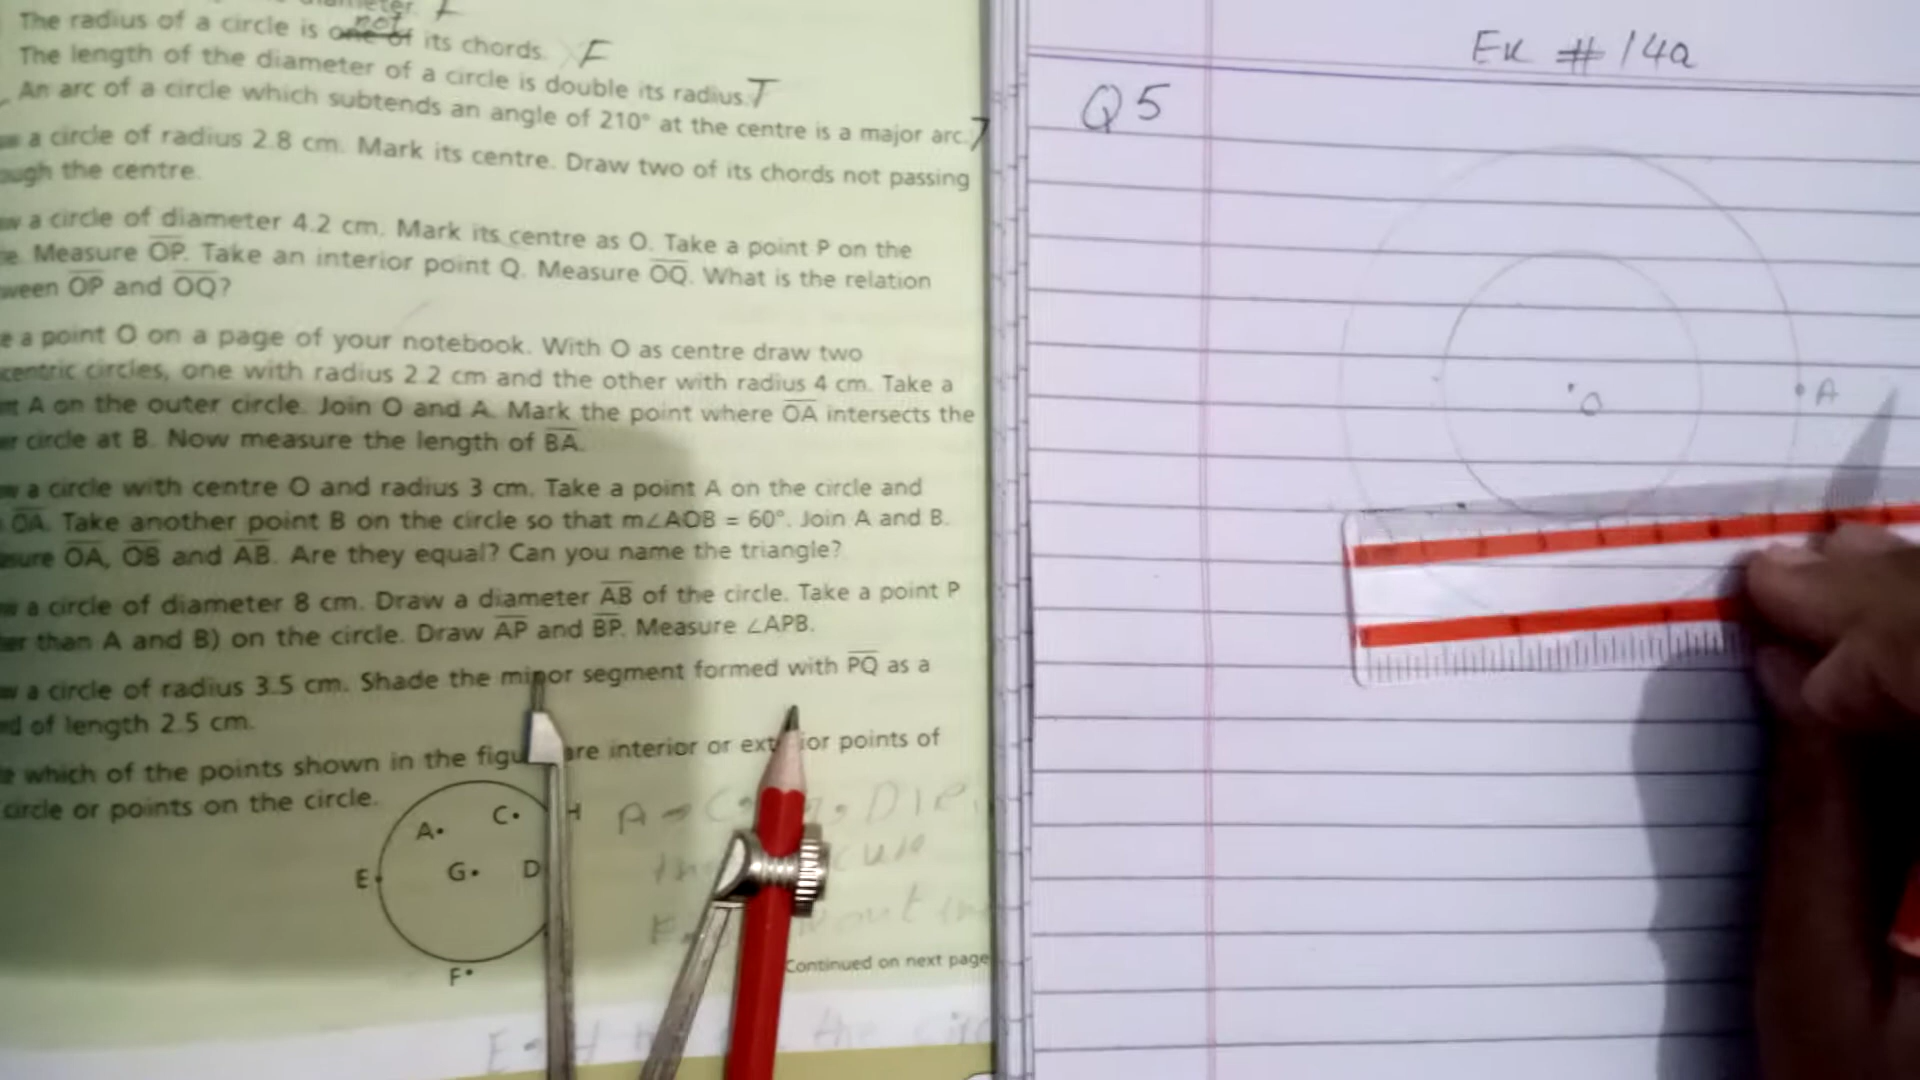 The radius of a circle is one of not its chords. F
The length of the diameter of a circle is double its radius. T
An arc of a circle which subtends an angle of 210° at the centre is a major arc. T
a circle of radius 2.8 cm. Mark its centre. Draw two of its chords not passing
the centre.
a circle of diameter 4.2 cm. Mark its centre as O. Take a point P on the
Measure OP. Take an interior point Q. Measure OQ. What is the relation
ween OP and OQ?
a point O on a page of your notebook. With O as centre draw two
centric circles, one with radius 2.2 cm and the other with radius 4 cm. Take a
A on the outer circle. Join O and A. Mark the point where OA intersects the
er circle at B. Now measure the length of BA.
a circle with centre O and radius 3 cm. Take a point A on the circle and
OA. Take another point B on the circle so that m∠AOB = 60°. Join A and B.
sure OA, OB and AB. Are they equal? Can you name the triangle?
a circle of diameter 8 cm. Draw a diameter AB of the circle. Take a point P
er than A and B) on the circle. Draw AP and BP. Measure ∠APB.
a circle of radius 3.5 cm. Shade the minor segment formed with PQ as a
of length 2.5 cm.
which of the points shown in the figu are interior or exterior points of
circle or points on the circle.
A
C
H
E
G
D
F
Continued on next page
Ex # 14a
Q5
O
A